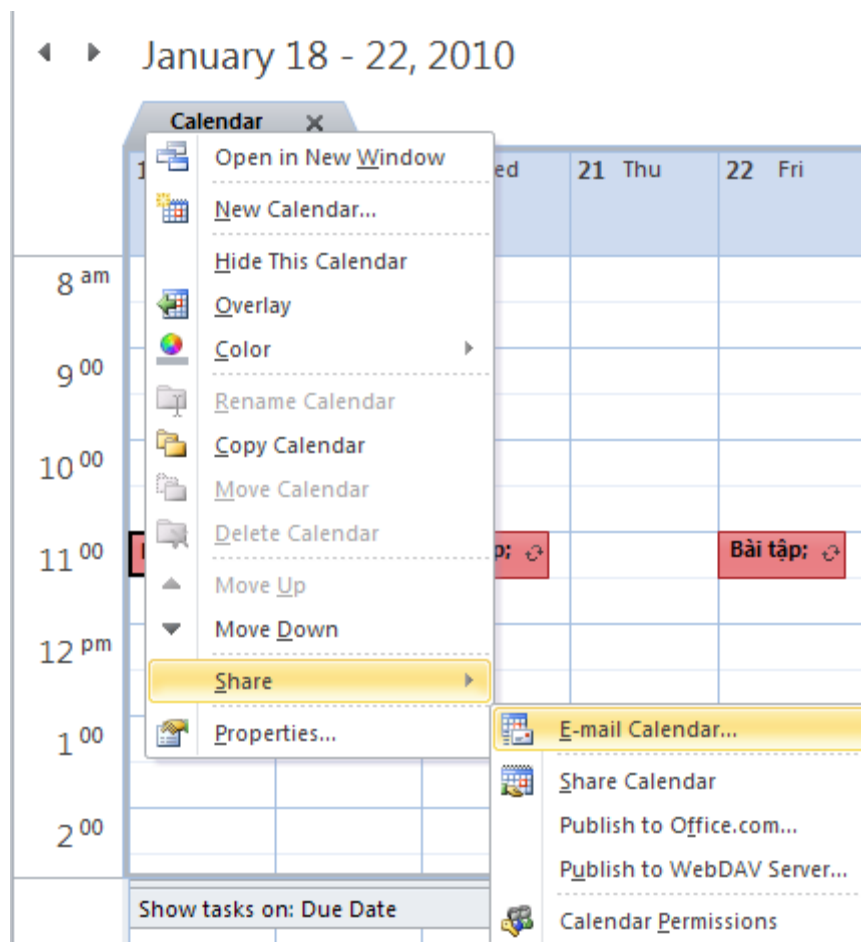 January 18 - 22, 2010
Calendar
ed
21 Thu
22 Fri
Open in New Window
New Calendar...
Hide This Calendar
Overlay
Color
Rename Calendar
Copy Calendar
Move Calendar
Delete Calendar
Move Up
Move Down
Share
Properties...
8 am
9 00
10 00
11 00
12 pm
1 00
2 00
p;
Bài tập;
E-mail Calendar...
Share Calendar
Publish to Office.com...
Publish to WebDAV Server...
Calendar Permissions
Show tasks on: Due Date